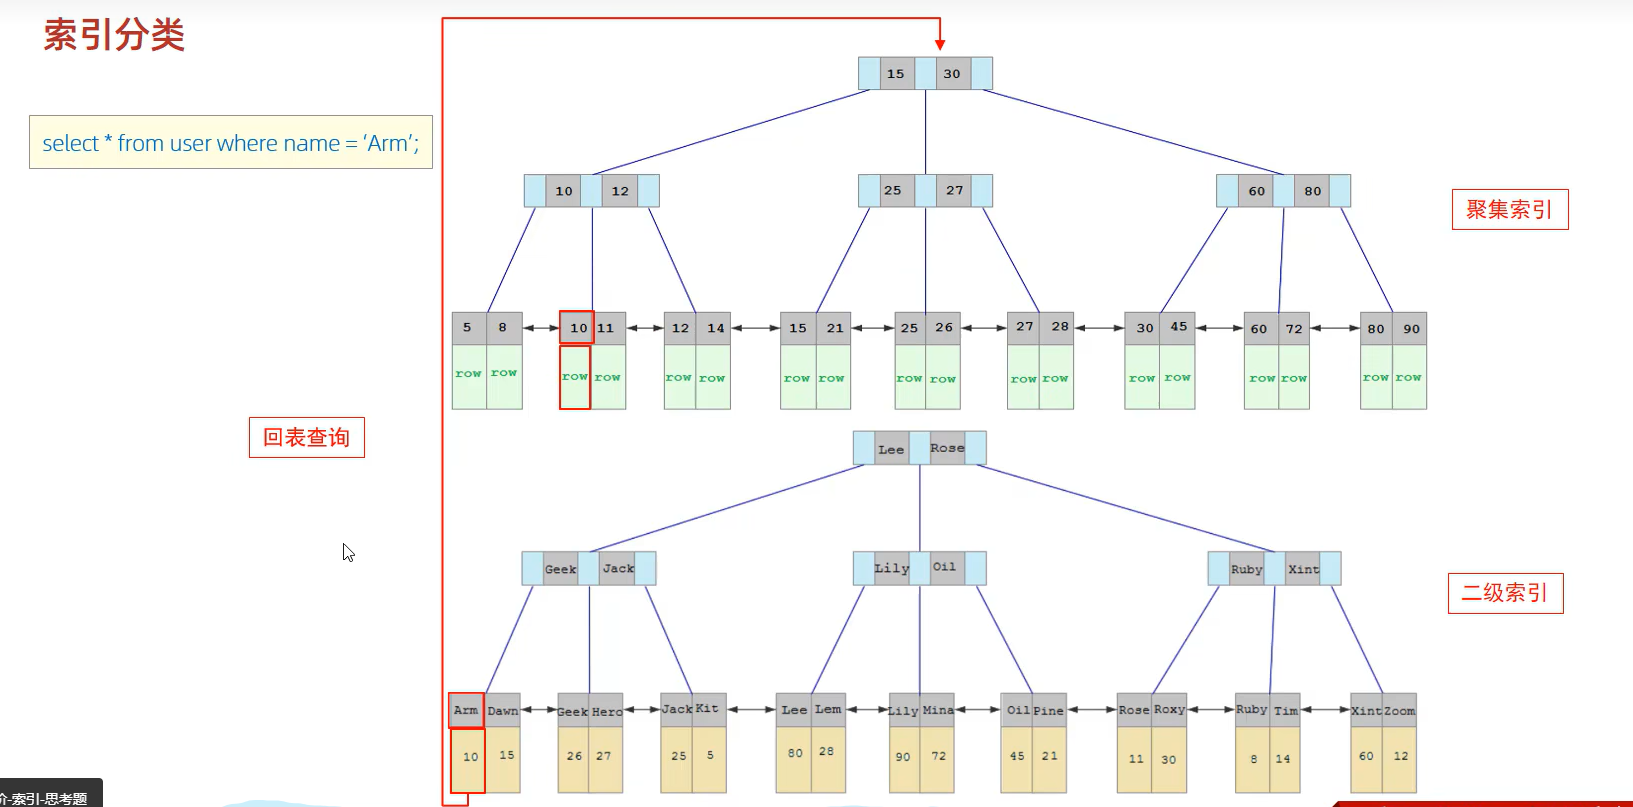 索引分类
select * from user where name = ‘Arm’;
15 30
10 12
25 27
60 80
聚集索引
5 8 10 11 12 14 15 21 25 26 27 28 30 45 60 72 80 90
row row row row row row row row row row row row row row row row row row
回表查询
Lee Rose
Geek Jack
Lily Oil
Ruby Xint
二级索引
Arm Dawn Geek Hero Jack Kit Lee Lem Lily Mina Oil Pine Rose Roxy Ruby Tim Xint Zoom
10 15 26 27 25 5 80 28 90 72 45 21 11 30 8 14 60 12
-索引-思考题